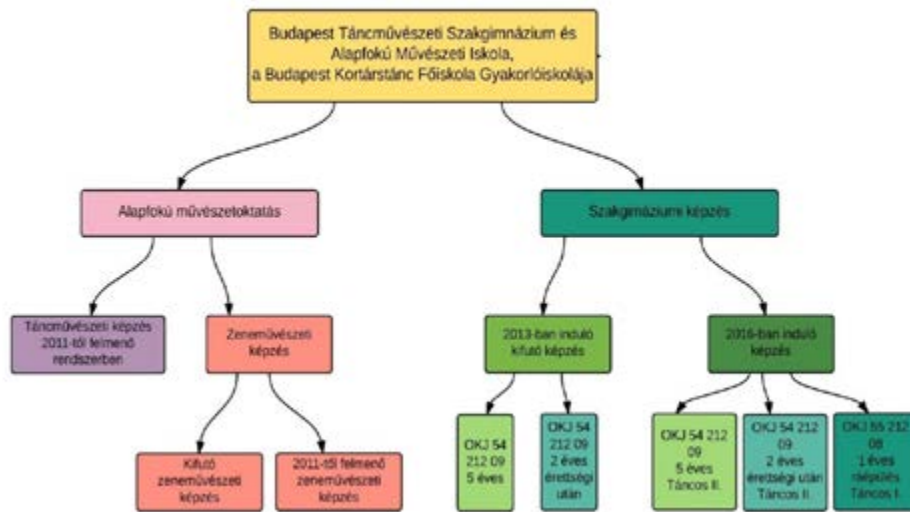 Budapest Táncművészeti Szakgimnázium és
Alapfokú Művészeti Iskola,
a Budapest Kortárstánc Főiskola Gyakorlóiskolája
Alapfokú művészetoktatás
Szakgimáziumi képzés
Táncművészeti képzés
2011-től felmenő
rendszerben
Zeneművészeti
képzés
2013-ban induló
kifutó képzés
2016-ban induló
képzés
Kifutó
zeneművészeti
képzés
2011-től felmenő
zeneművészeti
képzés
OKJ 54
212 09
5 éves
OKJ 54
212 09
2 éves
érettségi
után
OKJ 54 212
09
5 éves
Táncos II.
OKJ 54 212
09
2 éves
érettségi után
Táncos II.
OKJ 55 212
08
1 éves
ráépülés
Táncos I.